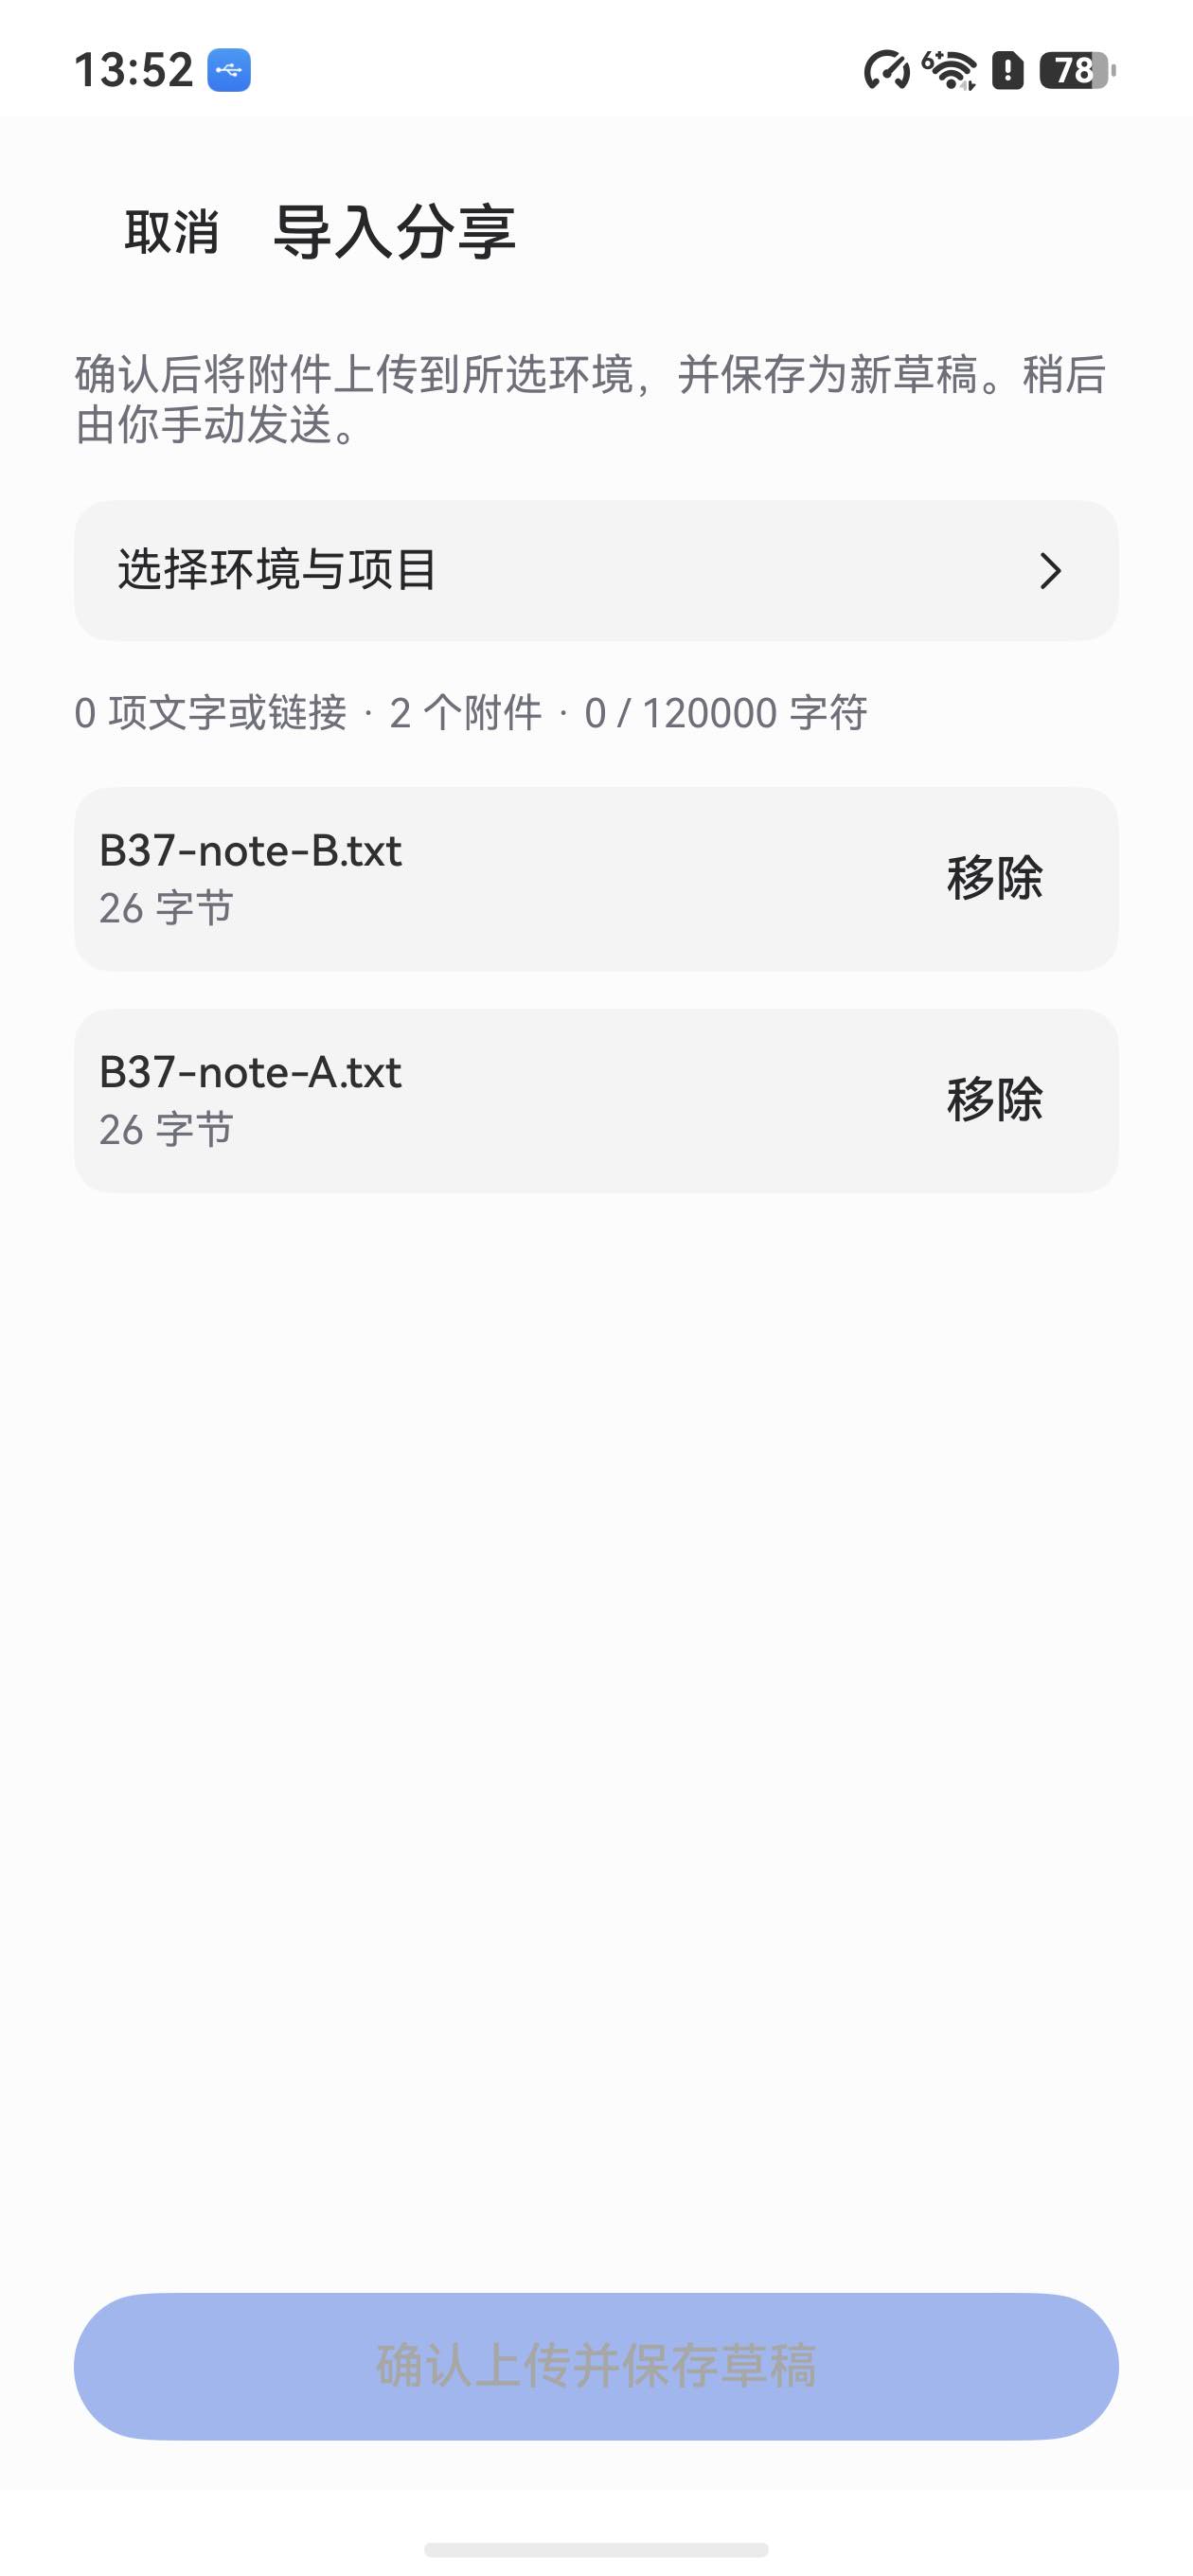 13:52
78
取消 导入分享
确认后将附件上传到所选环境，并保存为新草稿。稍后
由你手动发送。
选择环境与项目
0 项文字或链接 · 2 个附件 · 0 / 120000 字符
B37-note-B.txt
26 字节
移除
B37-note-A.txt
26 字节
移除
确认上传并保存草稿